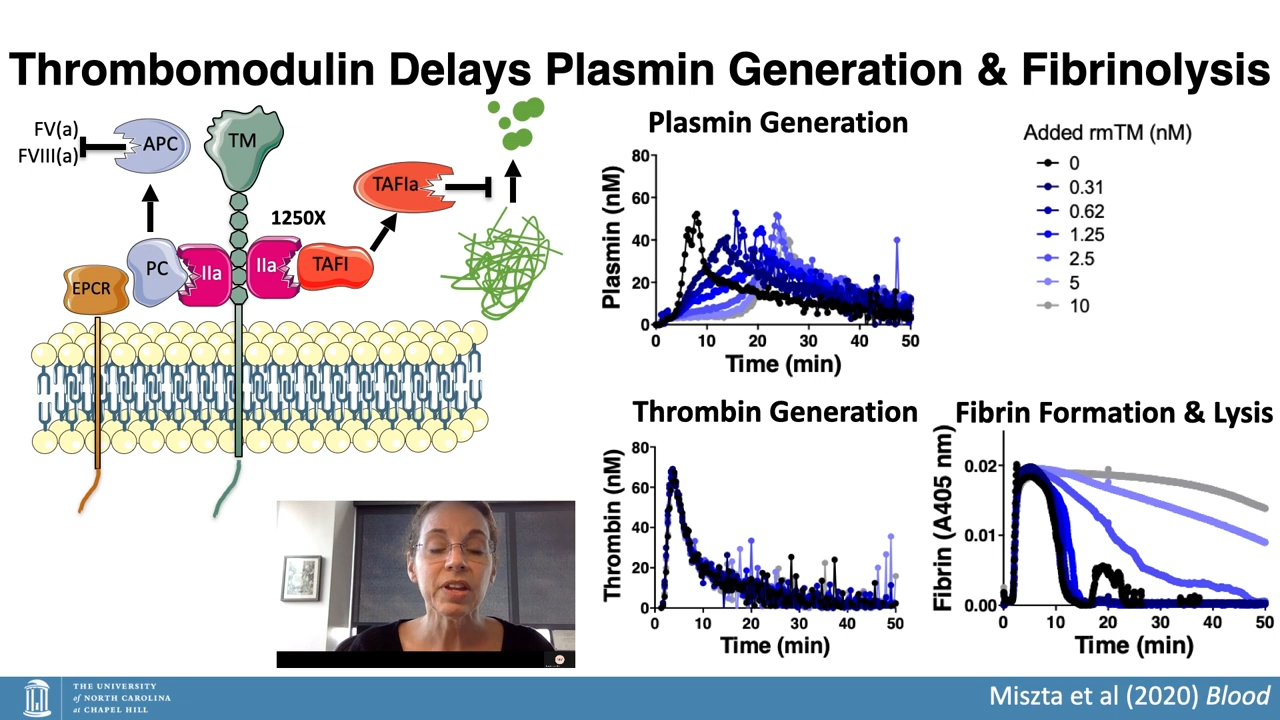 Thrombomodulin Delays Plasmin Generation & Fibrinolysis
FV(a)
FVIII(a)
APC
TM
TAFIa
1250X
EPCR
PC
IIa
IIa
TAFI
Plasmin Generation
Plasmin (nM)
80
60
40
20
0
0 10 20 30 40 50
Time (min)
Added rmTM (nM)
0
0.31
0.62
1.25
2.5
5
10
Thrombin Generation
Thrombin (nM)
80
60
40
20
0
0 10 20 30 40 50
Time (min)
Fibrin Formation & Lysis
Fibrin (A405 nm)
0.02
0.01
0.00
0 10 20 30 40 50
Time (min)
THE UNIVERSITY
of NORTH CAROLINA
at CHAPEL HILL
Miszta et al (2020) Blood